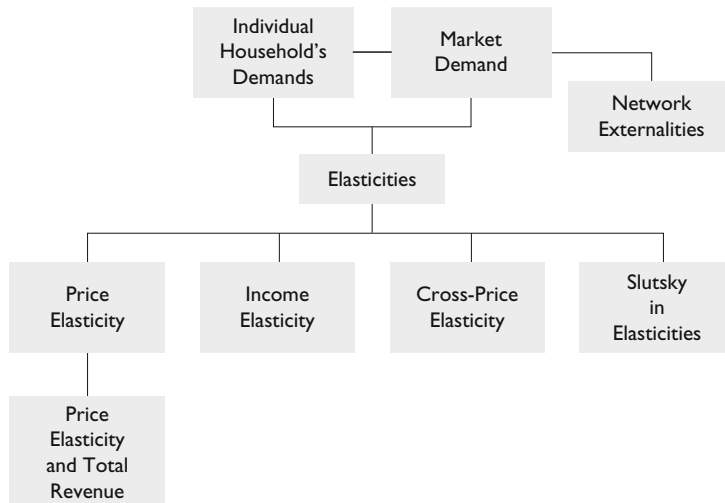 Individual
Household's
Demands
Market
Demand
Network
Externalities
Elasticities
Price
Elasticity
Income
Elasticity
Cross-Price
Elasticity
Slutsky
in
Elasticities
Price
Elasticity
and Total
Revenue